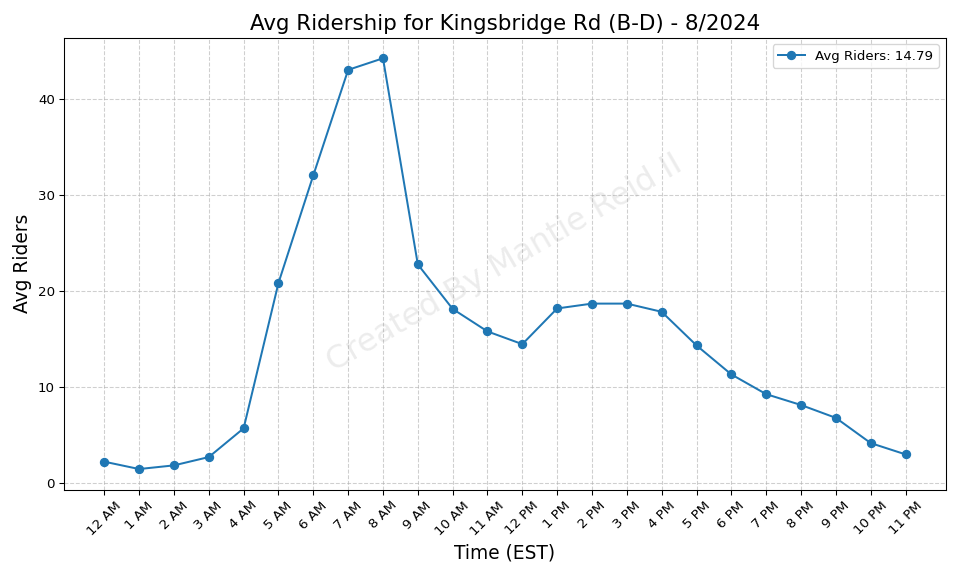 Avg Ridership for Kingsbridge Rd (B-D) - 8/2024
Avg Riders: 14.79
40
30
20
10
0
Avg Riders
Created By Mantie Reid II
12 AM
1 AM
2 AM
3 AM
4 AM
5 AM
6 AM
7 AM
8 AM
9 AM
10 AM
11 AM
12 PM
1 PM
2 PM
3 PM
4 PM
5 PM
6 PM
7 PM
8 PM
9 PM
10 PM
11 PM
Time (EST)